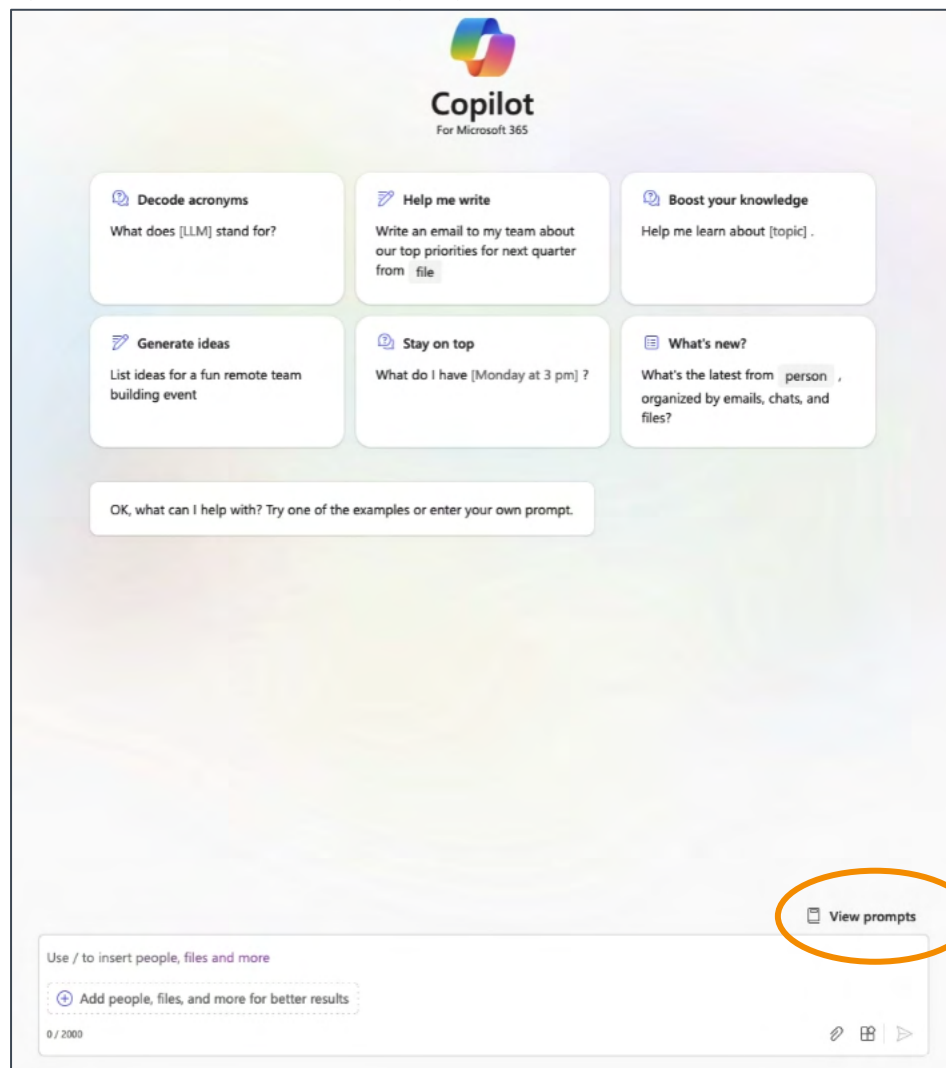 Copilot
For Microsoft 365
Decode acronyms
What does [LLM] stand for?
Help me write
Write an email to my team about
our top priorities for next quarter
from file
Boost your knowledge
Help me learn about [topic] .
Generate ideas
List ideas for a fun remote team
building event
Stay on top
What do I have [Monday at 3 pm] ?
What's new?
What's the latest from person ,
organized by emails, chats, and
files?
OK, what can I help with? Try one of the examples or enter your own prompt.
View prompts
Use / to insert people, files and more
Add people, files, and more for better results
0 / 2000